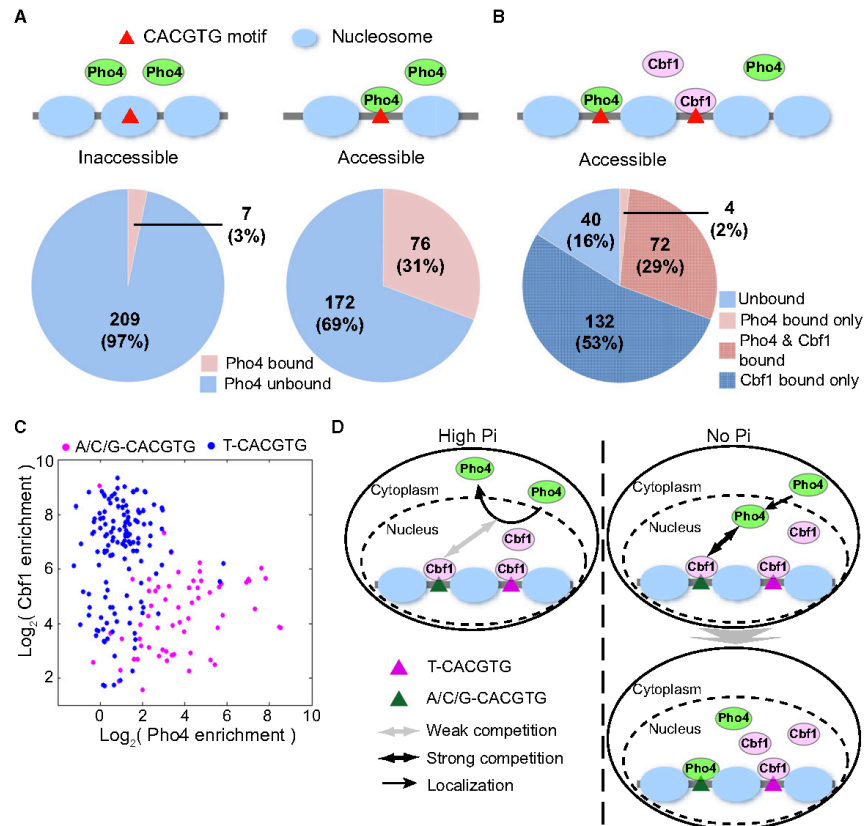 A
B
CACGTG motif
Nucleosome
Pho4
Pho4
Pho4
Pho4
Cbf1
Pho4
Pho4
Cbf1
Inaccessible
Accessible
Accessible
7
(3%)
209
(97%)
76
(31%)
172
(69%)
Pho4 bound
Pho4 unbound
40
(16%)
4
(2%)
72
(29%)
132
(53%)
Unbound
Pho4 bound only
Pho4 & Cbf1
bound
Cbf1 bound only
C
A/C/G-CACGTG
T-CACGTG
Log2( Cbf1 enrichment )
10
8
6
4
2
0
2
4
6
8
10
Log2( Pho4 enrichment )
D
High Pi
No Pi
Pho4
Cytoplasm
Pho4
Nucleus
Cbf1
Cbf1
Cbf1
Cytoplasm
Pho4
Nucleus
Pho4
Cbf1
Cbf1
Cbf1
T-CACGTG
A/C/G-CACGTG
Weak competition
Strong competition
Localization
Cytoplasm
Nucleus
Pho4
Cbf1
Cbf1
Pho4
Cbf1